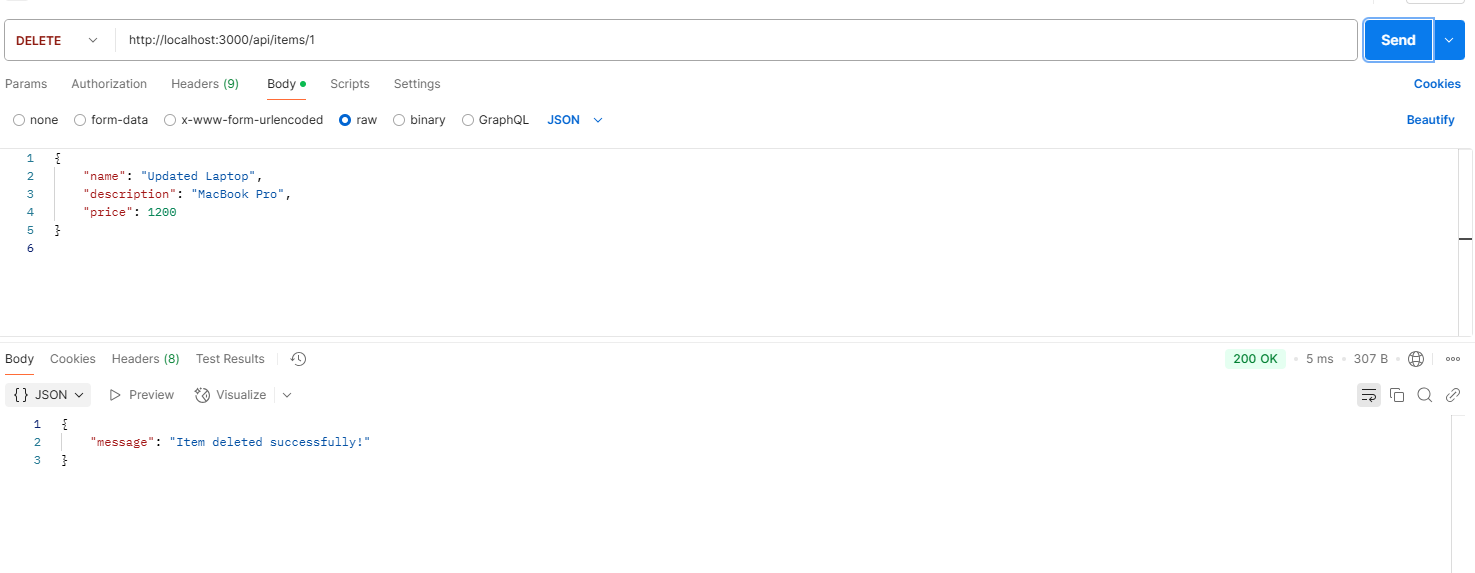 DELETE http://localhost:3000/api/items/1 Send
Params Authorization Headers (9) Body Scripts Settings Cookies
none form-data x-www-form-urlencoded raw binary GraphQL JSON Beautify
1 {
2 "name": "Updated Laptop",
3 "description": "MacBook Pro",
4 "price": 1200
5 }
6
Body Cookies Headers (8) Test Results 200 OK 5 ms 307 B
{} JSON Preview Visualize
1 {
2 "message": "Item deleted successfully!"
3 }